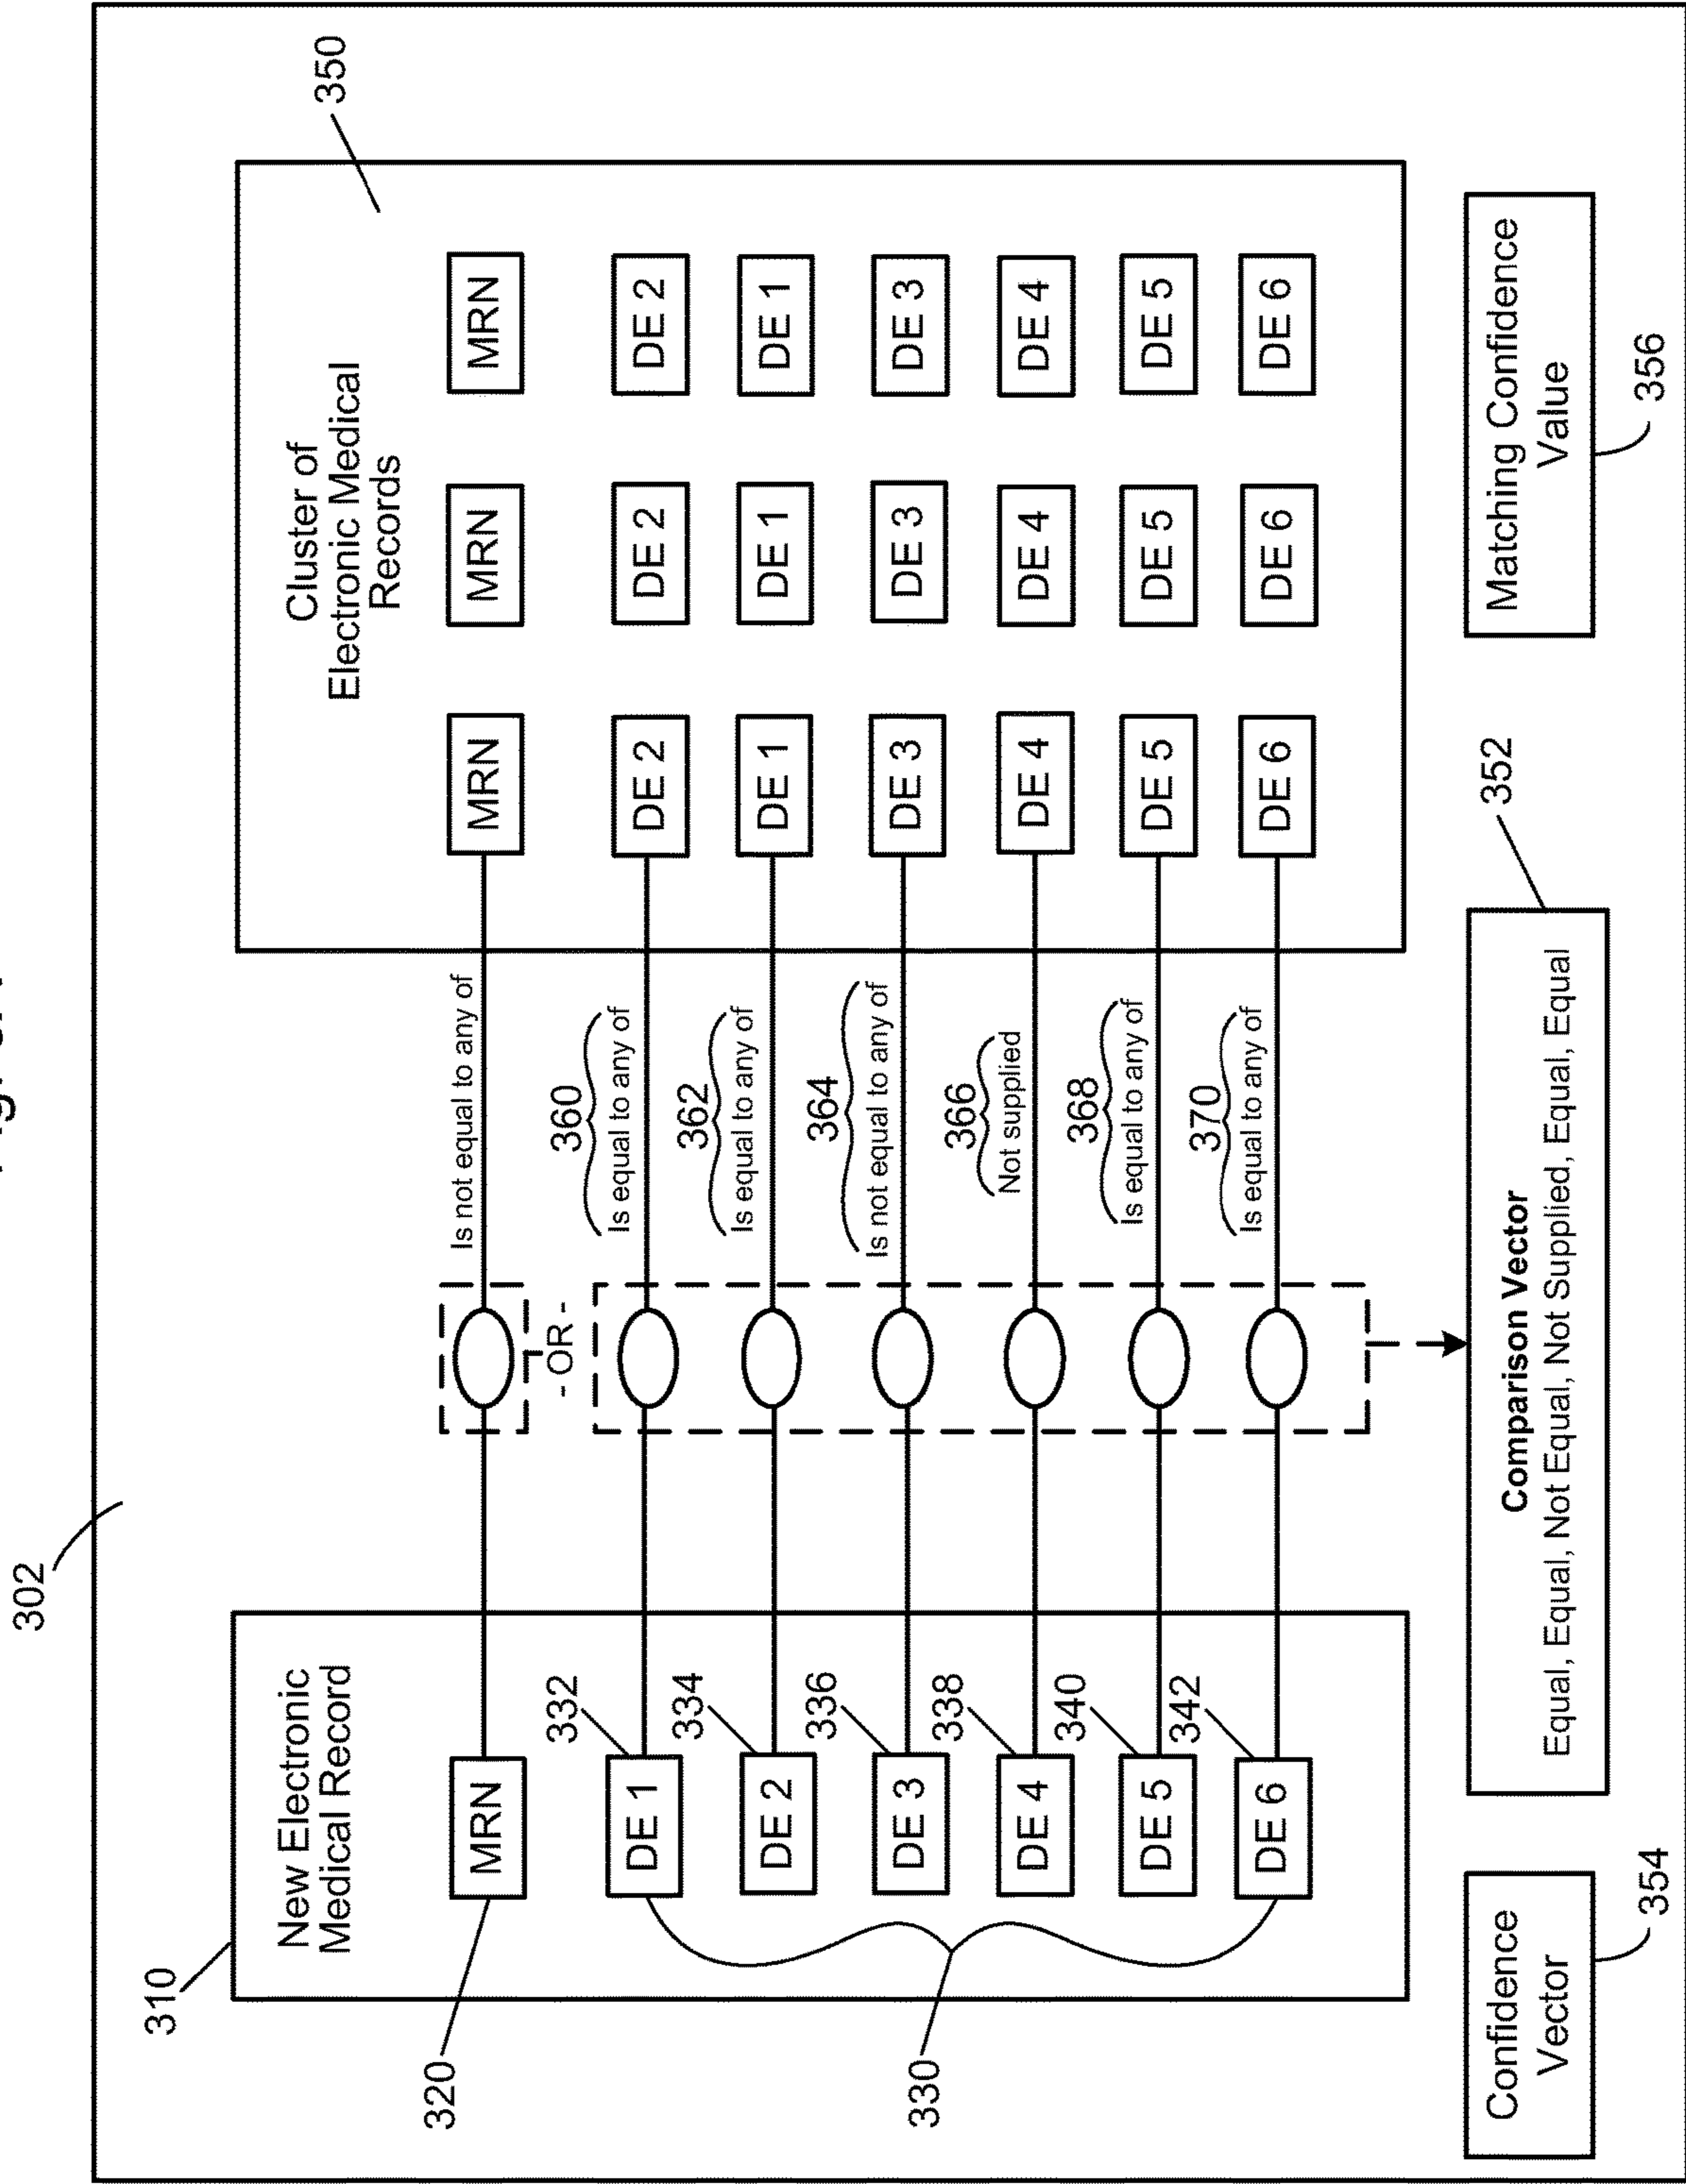 302
310
New Electronic
Medical Record
MRN
320
332
DE 1
334
DE 2
336
DE 3
338
DE 4
340
DE 5
342
DE 6
330
Is not equal to any of
- OR -
360
Is equal to any of
362
Is equal to any of
364
Is not equal to any of
366
Not supplied
368
Is equal to any of
370
Is equal to any of
350
Cluster of
Electronic Medical
Records
MRN MRN MRN
DE 2 DE 2 DE 2
DE 1 DE 1 DE 1
DE 3 DE 3 DE 3
DE 4 DE 4 DE 4
DE 5 DE 5 DE 5
DE 6 DE 6 DE 6
Confidence
Vector
354
352
Comparison Vector
Equal, Equal, Not Equal, Not Supplied, Equal, Equal
Matching Confidence
Value
356